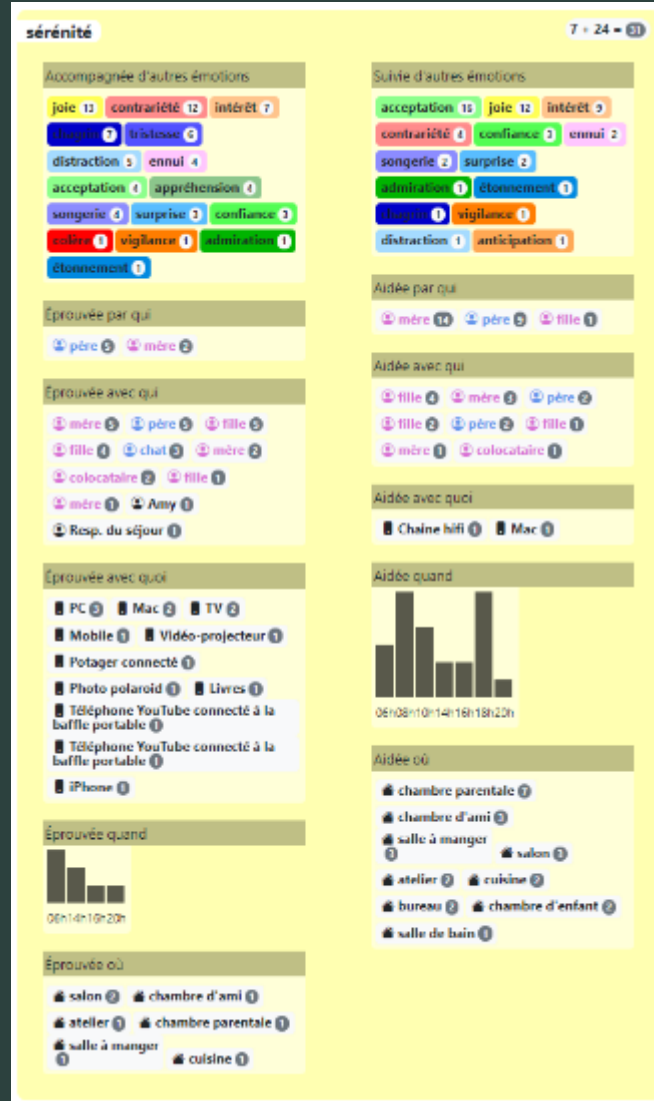 sérénité
7 + 24 = 31
Accompagnée d'autres émotions
joie 13 contrariété 12 intérêt 7
chagrin 7 tristesse 6
distraction 5 ennui 4
acceptation 4 appréhension 4
songerie 4 surprise 3 confiance 3
colère 1 vigilance 1 admiration 1
étonnement 1
Éprouvée par qui
père 5 mère 2
Éprouvée avec qui
mère 5 père 5 fille 5
fille 4 chat 3 mère 2
colocataire 2 fille 1
mère 1 Amy 1
Resp. du séjour 1
Éprouvée avec quoi
PC 3 Mac 2 TV 2
Mobile 1 Vidéo-projecteur 1
Potager connecté 1
Photo polaroid 1 Livres 1
Téléphone YouTube connecté à la
baffle portable 1
Téléphone YouTube connecté à la
baffle portable 1
iPhone 1
Éprouvée quand
06h14h16h20h
Éprouvée où
salon 2 chambre d'ami 1
atelier 1 chambre parentale 1
salle à manger
1 cuisine 1
Suivie d'autres émotions
acceptation joie 12 intérêt 9
contrariété 4 confiance 3 ennui 2
songerie 2 surprise 2
admiration 1 étonnement 1
chagrin 1 vigilance 1
distraction 1 anticipation 1
Aidée par qui
mère 14 père 9 fille 1
Aidée avec qui
fille 4 mère 3 père 2
fille 2 père 2 fille 1
mère 1 colocataire 1
Aidée avec quoi
Chaine hifi 1 Mac 1
Aidée quand
06h08h10h14h16h18h20h
Aidée où
chambre parentale 7
chambre d'ami 3
salle à manger
3 salon 3
atelier 2 cuisine 2
bureau 2 chambre d'enfant 2
salle de bain 1